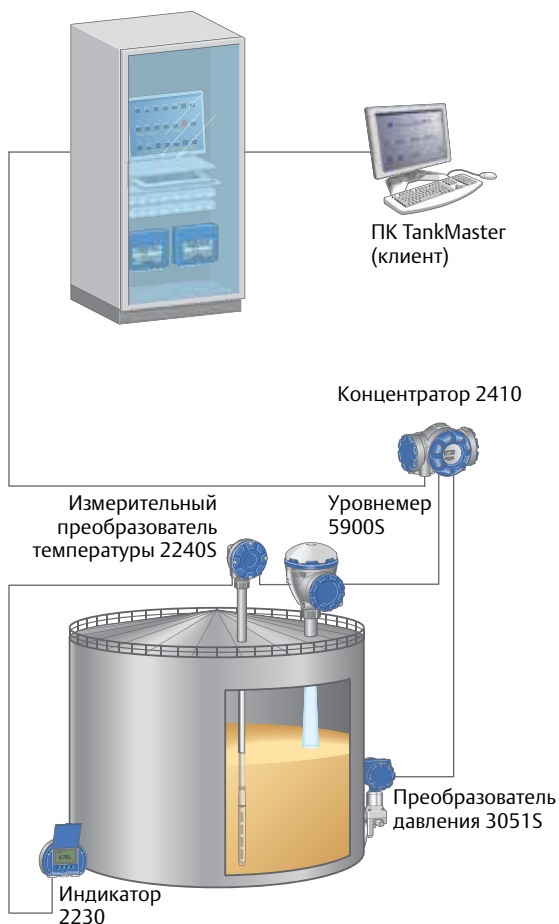 ПК TankMaster
(клиент)
Концентратор 2410
Измерительный
преобразователь
температуры 2240S
Уровнемер
5900S
Преобразователь
давления 3051S
Индикатор
2230